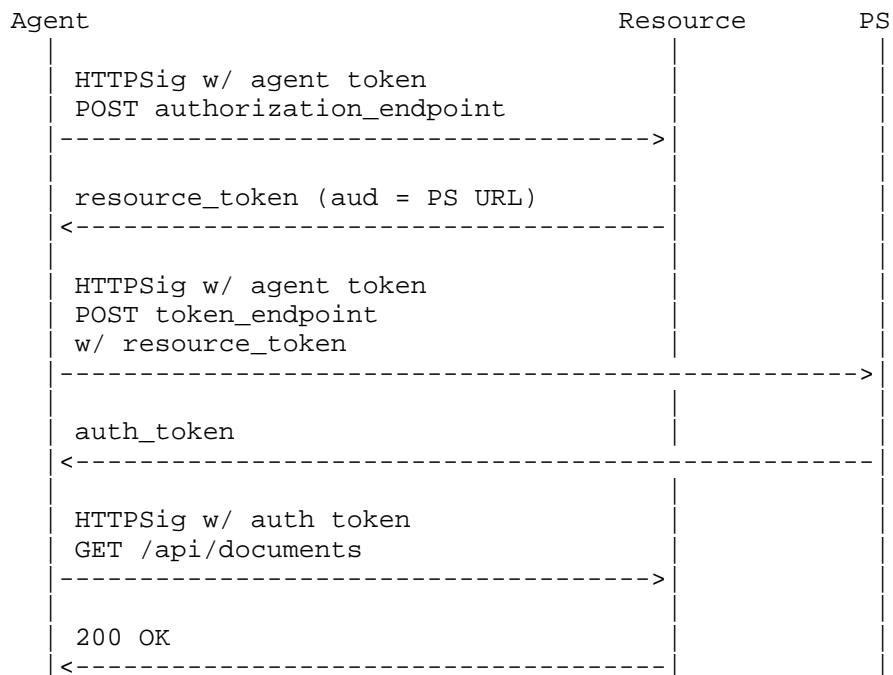 Agent Resource PS
HTTPSig w/ agent token
POST authorization_endpoint
resource_token (aud = PS URL)
HTTPSig w/ agent token
POST token_endpoint
w/ resource_token
auth_token
HTTPSig w/ auth token
GET /api/documents
200 OK